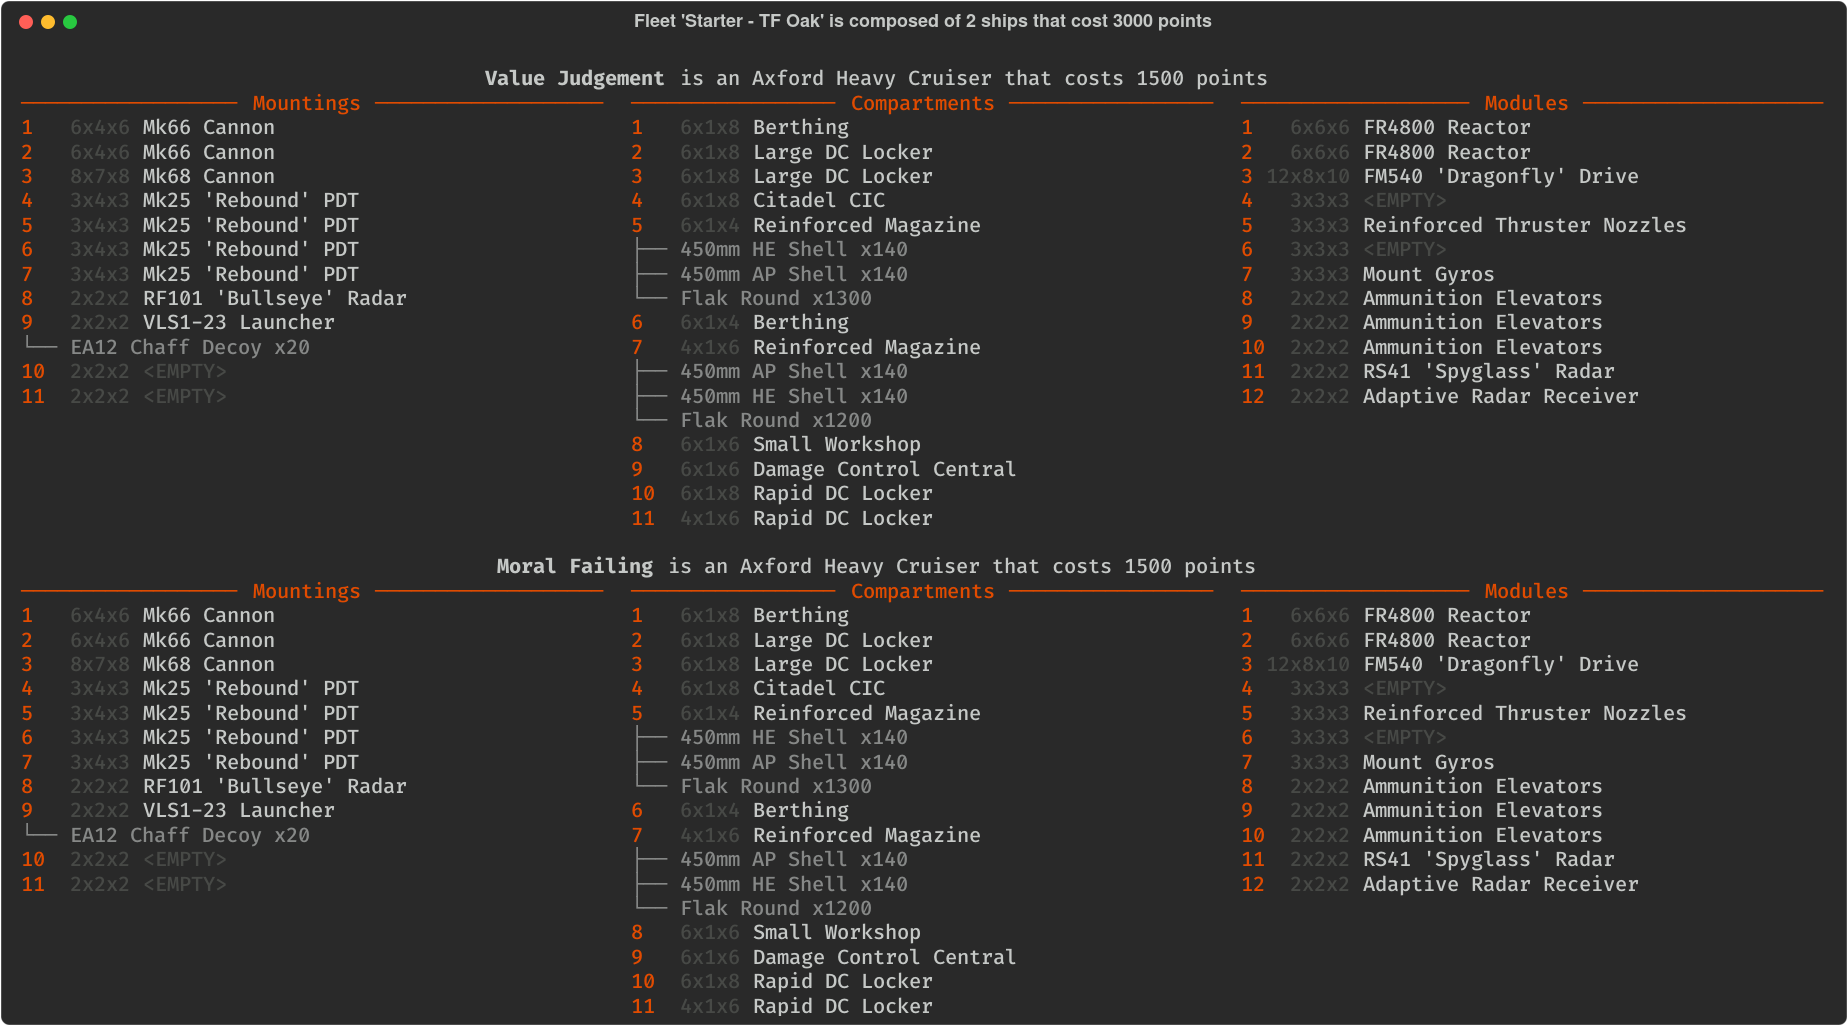 Fleet 'Starter - TF Oak' is composed of 2 ships that cost 3000 points
Value Judgement is an Axford Heavy Cruiser that costs 1500 points
Mountings
1 6x4x6 Mk66 Cannon
2 6x4x6 Mk66 Cannon
3 8x7x8 Mk68 Cannon
4 3x4x3 Mk25 'Rebound' PDT
5 3x4x3 Mk25 'Rebound' PDT
6 3x4x3 Mk25 'Rebound' PDT
7 3x4x3 Mk25 'Rebound' PDT
8 2x2x2 RF101 'Bullseye' Radar
9 2x2x2 VLS1-23 Launcher
└── EA12 Chaff Decoy x20
10 2x2x2 <EMPTY>
11 2x2x2 <EMPTY>
Compartments
1 6x1x8 Berthing
2 6x1x8 Large DC Locker
3 6x1x8 Large DC Locker
4 6x1x8 Citadel CIC
5 6x1x4 Reinforced Magazine
├── 450mm HE Shell x140
├── 450mm AP Shell x140
└── Flak Round x1300
6 6x1x4 Berthing
7 4x1x6 Reinforced Magazine
├── 450mm AP Shell x140
├── 450mm HE Shell x140
└── Flak Round x1200
8 6x1x6 Small Workshop
9 6x1x6 Damage Control Central
10 6x1x8 Rapid DC Locker
11 4x1x6 Rapid DC Locker
Modules
1 6x6x6 FR4800 Reactor
2 6x6x6 FR4800 Reactor
3 12x8x10 FM540 'Dragonfly' Drive
4 3x3x3 <EMPTY>
5 3x3x3 Reinforced Thruster Nozzles
6 3x3x3 <EMPTY>
7 3x3x3 Mount Gyros
8 2x2x2 Ammunition Elevators
9 2x2x2 Ammunition Elevators
10 2x2x2 Ammunition Elevators
11 2x2x2 RS41 'Spyglass' Radar
12 2x2x2 Adaptive Radar Receiver
Moral Failing is an Axford Heavy Cruiser that costs 1500 points
Mountings
1 6x4x6 Mk66 Cannon
2 6x4x6 Mk66 Cannon
3 8x7x8 Mk68 Cannon
4 3x4x3 Mk25 'Rebound' PDT
5 3x4x3 Mk25 'Rebound' PDT
6 3x4x3 Mk25 'Rebound' PDT
7 3x4x3 Mk25 'Rebound' PDT
8 2x2x2 RF101 'Bullseye' Radar
9 2x2x2 VLS1-23 Launcher
└── EA12 Chaff Decoy x20
10 2x2x2 <EMPTY>
11 2x2x2 <EMPTY>
Compartments
1 6x1x8 Berthing
2 6x1x8 Large DC Locker
3 6x1x8 Large DC Locker
4 6x1x8 Citadel CIC
5 6x1x4 Reinforced Magazine
├── 450mm HE Shell x140
├── 450mm AP Shell x140
└── Flak Round x1300
6 6x1x4 Berthing
7 4x1x6 Reinforced Magazine
├── 450mm AP Shell x140
├── 450mm HE Shell x140
└── Flak Round x1200
8 6x1x6 Small Workshop
9 6x1x6 Damage Control Central
10 6x1x8 Rapid DC Locker
11 4x1x6 Rapid DC Locker
Modules
1 6x6x6 FR4800 Reactor
2 6x6x6 FR4800 Reactor
3 12x8x10 FM540 'Dragonfly' Drive
4 3x3x3 <EMPTY>
5 3x3x3 Reinforced Thruster Nozzles
6 3x3x3 <EMPTY>
7 3x3x3 Mount Gyros
8 2x2x2 Ammunition Elevators
9 2x2x2 Ammunition Elevators
10 2x2x2 Ammunition Elevators
11 2x2x2 RS41 'Spyglass' Radar
12 2x2x2 Adaptive Radar Receiver